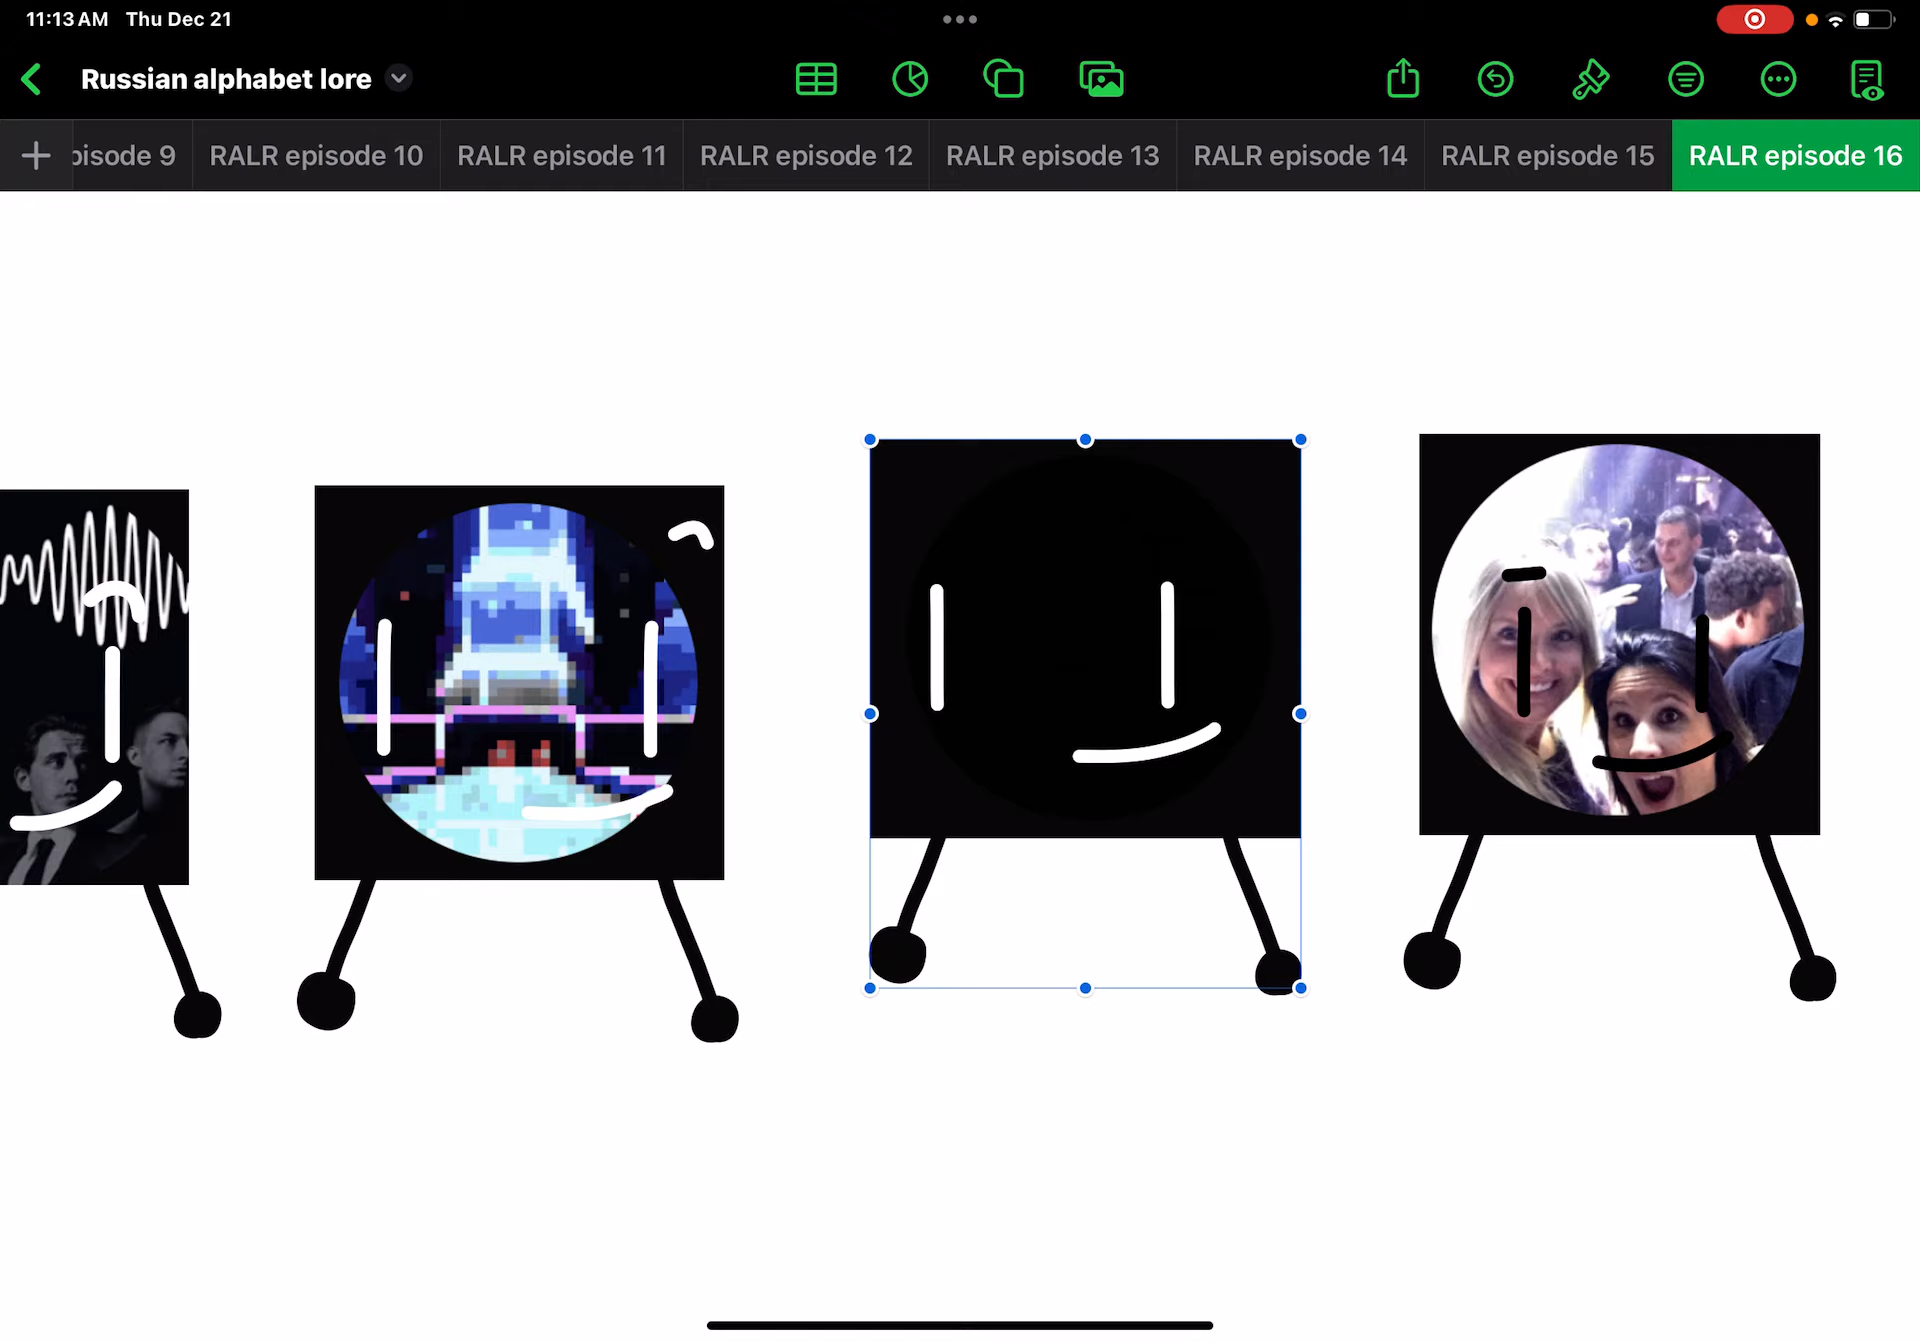 11:13 AM Thu Dec 21
Russian alphabet lore
pisode 9 RALR episode 10 RALR episode 11 RALR episode 12 RALR episode 13 RALR episode 14 RALR episode 15 RALR episode 16